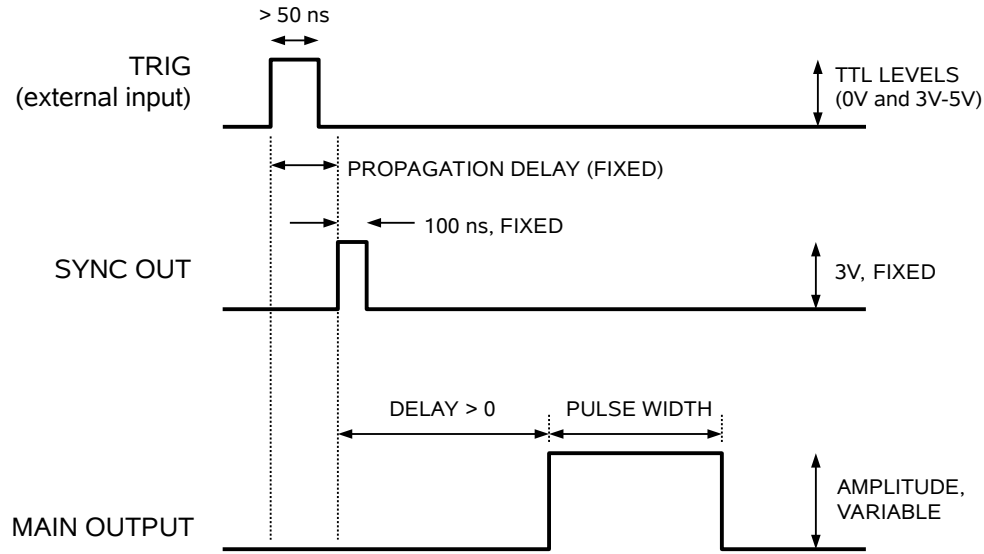 > 50 ns
TRIG
(external input)
TTL LEVELS
(0V and 3V-5V)
PROPAGATION DELAY (FIXED)
100 ns, FIXED
SYNC OUT
3V, FIXED
DELAY > 0
PULSE WIDTH
AMPLITUDE,
VARIABLE
MAIN OUTPUT